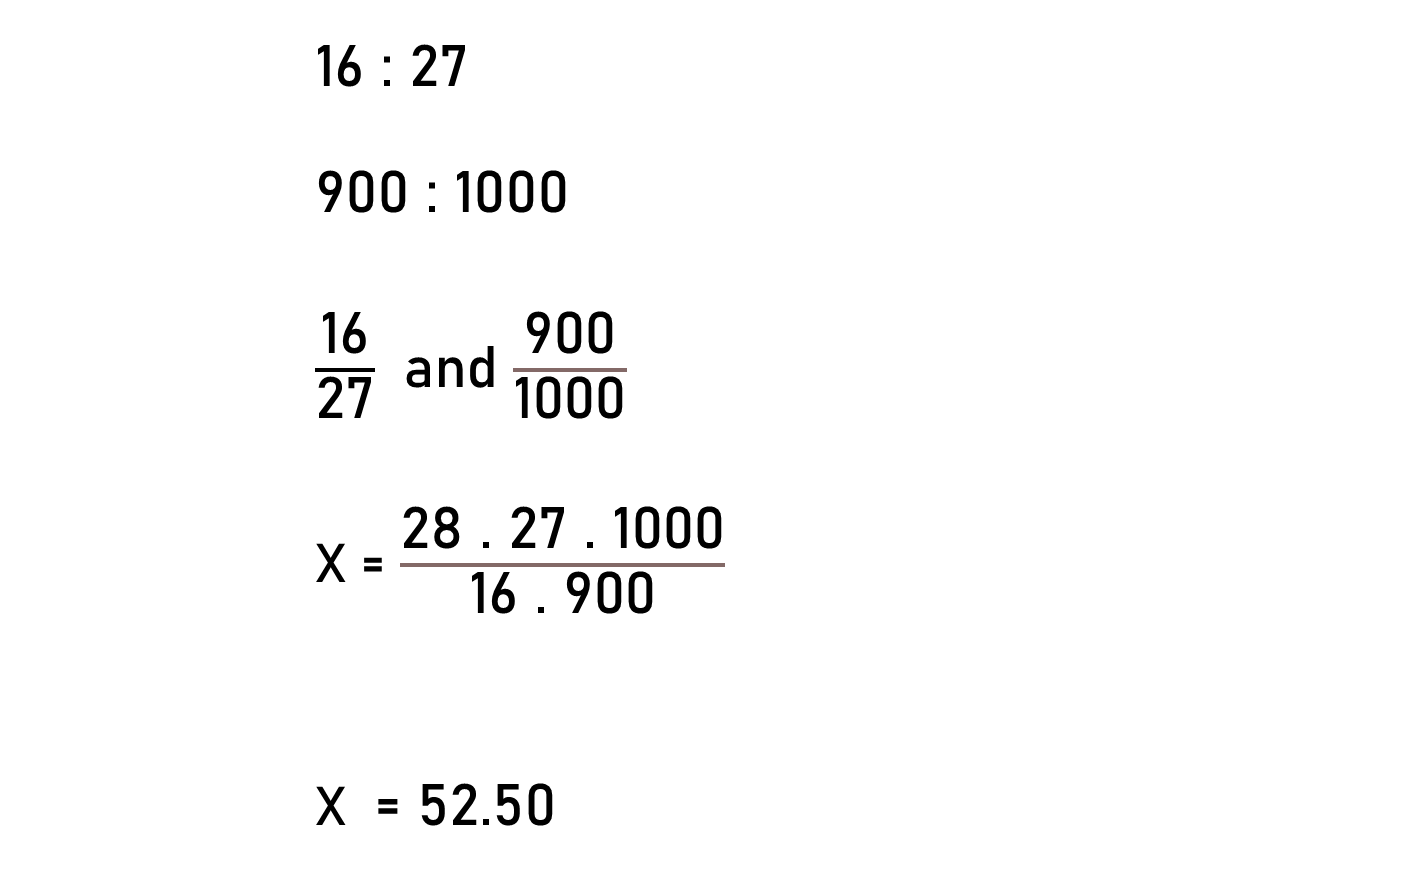 16 : 27
900 : 1000
16/27 and 900/1000
X = 28 . 27 . 1000 / 16 . 900
X = 52.50